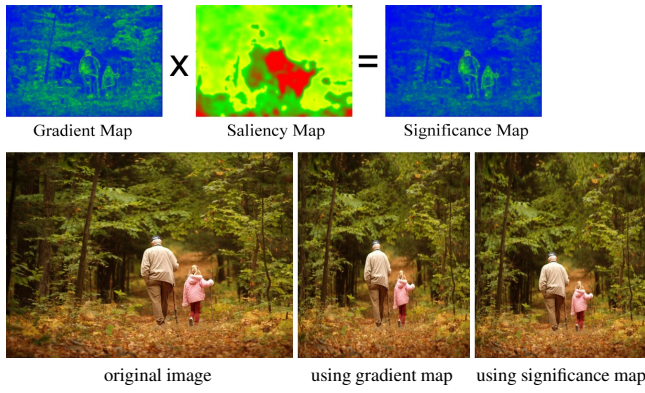 x
=
Gradient Map
Saliency Map
Significance Map
original image
using gradient map
using significance map